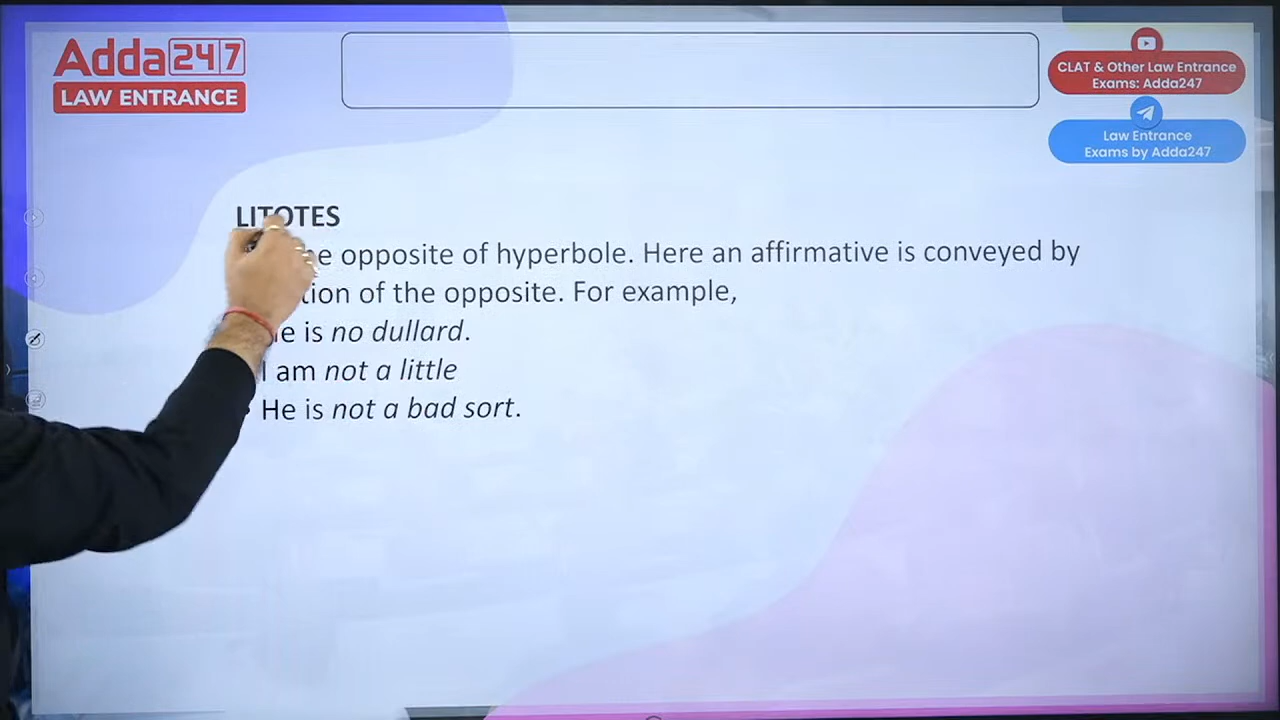 Adda247
LAW ENTRANCE
CLAT & Other Law Entrance
Exams: Adda247
Law Entrance
Exams by Adda247
LITOTES
opposite of hyperbole. Here an affirmative is conveyed by
of the opposite. For example,
is no dullard.
I am not a little
• He is not a bad sort.